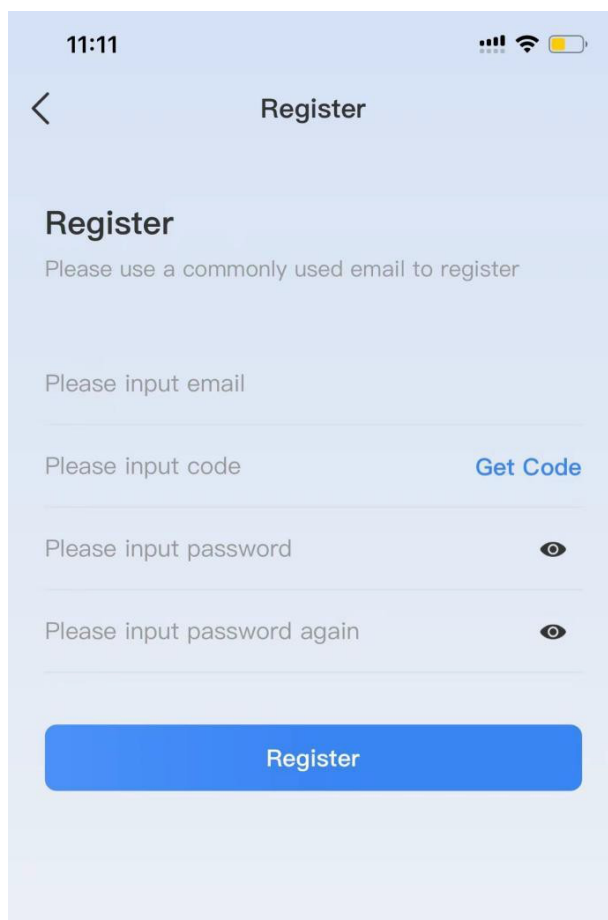 11:11
Register
Register
Please use a commonly used email to register
Please input email
Please input code Get Code
Please input password
Please input password again
Register